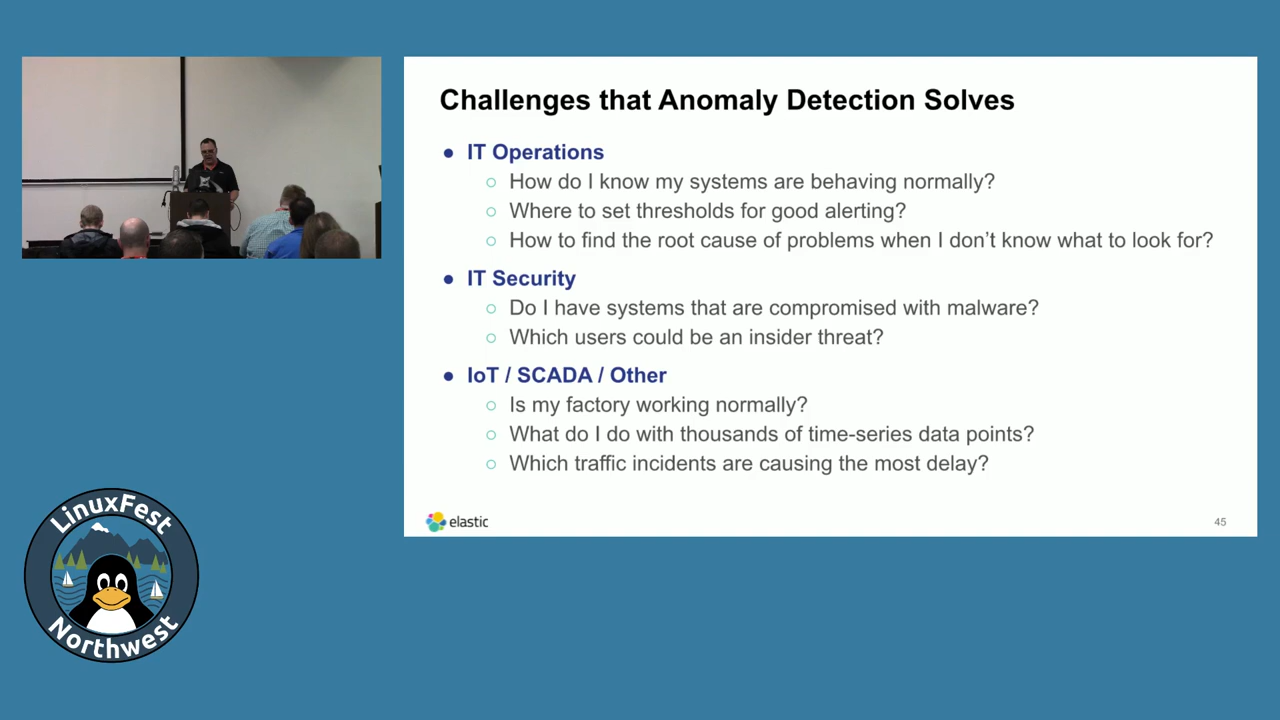 Challenges that Anomaly Detection Solves
● IT Operations
○ How do I know my systems are behaving normally?
○ Where to set thresholds for good alerting?
○ How to find the root cause of problems when I don’t know what to look for?
● IT Security
○ Do I have systems that are compromised with malware?
○ Which users could be an insider threat?
● IoT / SCADA / Other
○ Is my factory working normally?
○ What do I do with thousands of time-series data points?
○ Which traffic incidents are causing the most delay?
elastic
45
LinuxFest
Northwest